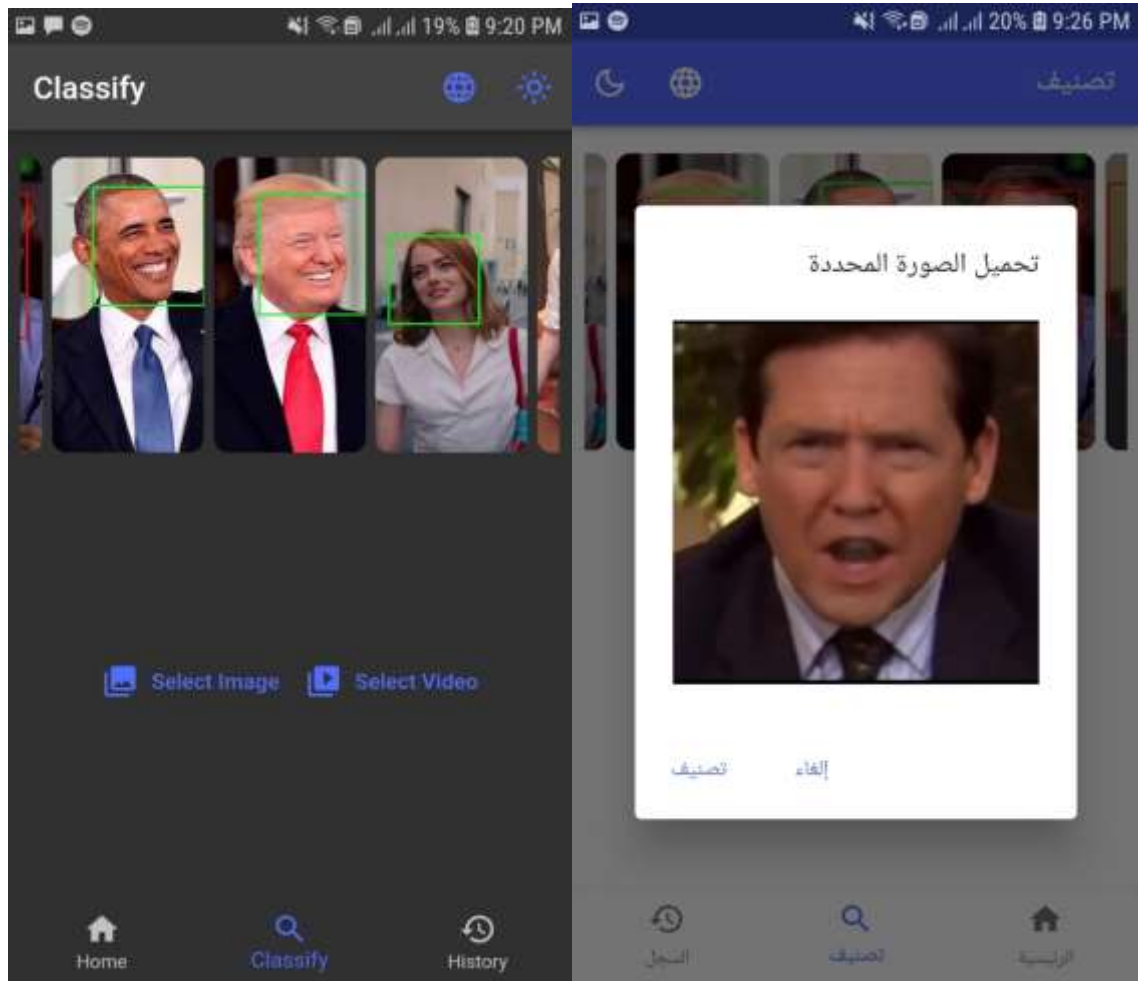 19% 9:20 PM
Classify
Select Image Select Video
Home Classify History
20% 9:26 PM
تصنيف
تحميل الصورة المحددة
إلغاء تصنيف
الرئيسية تصنيف السجل